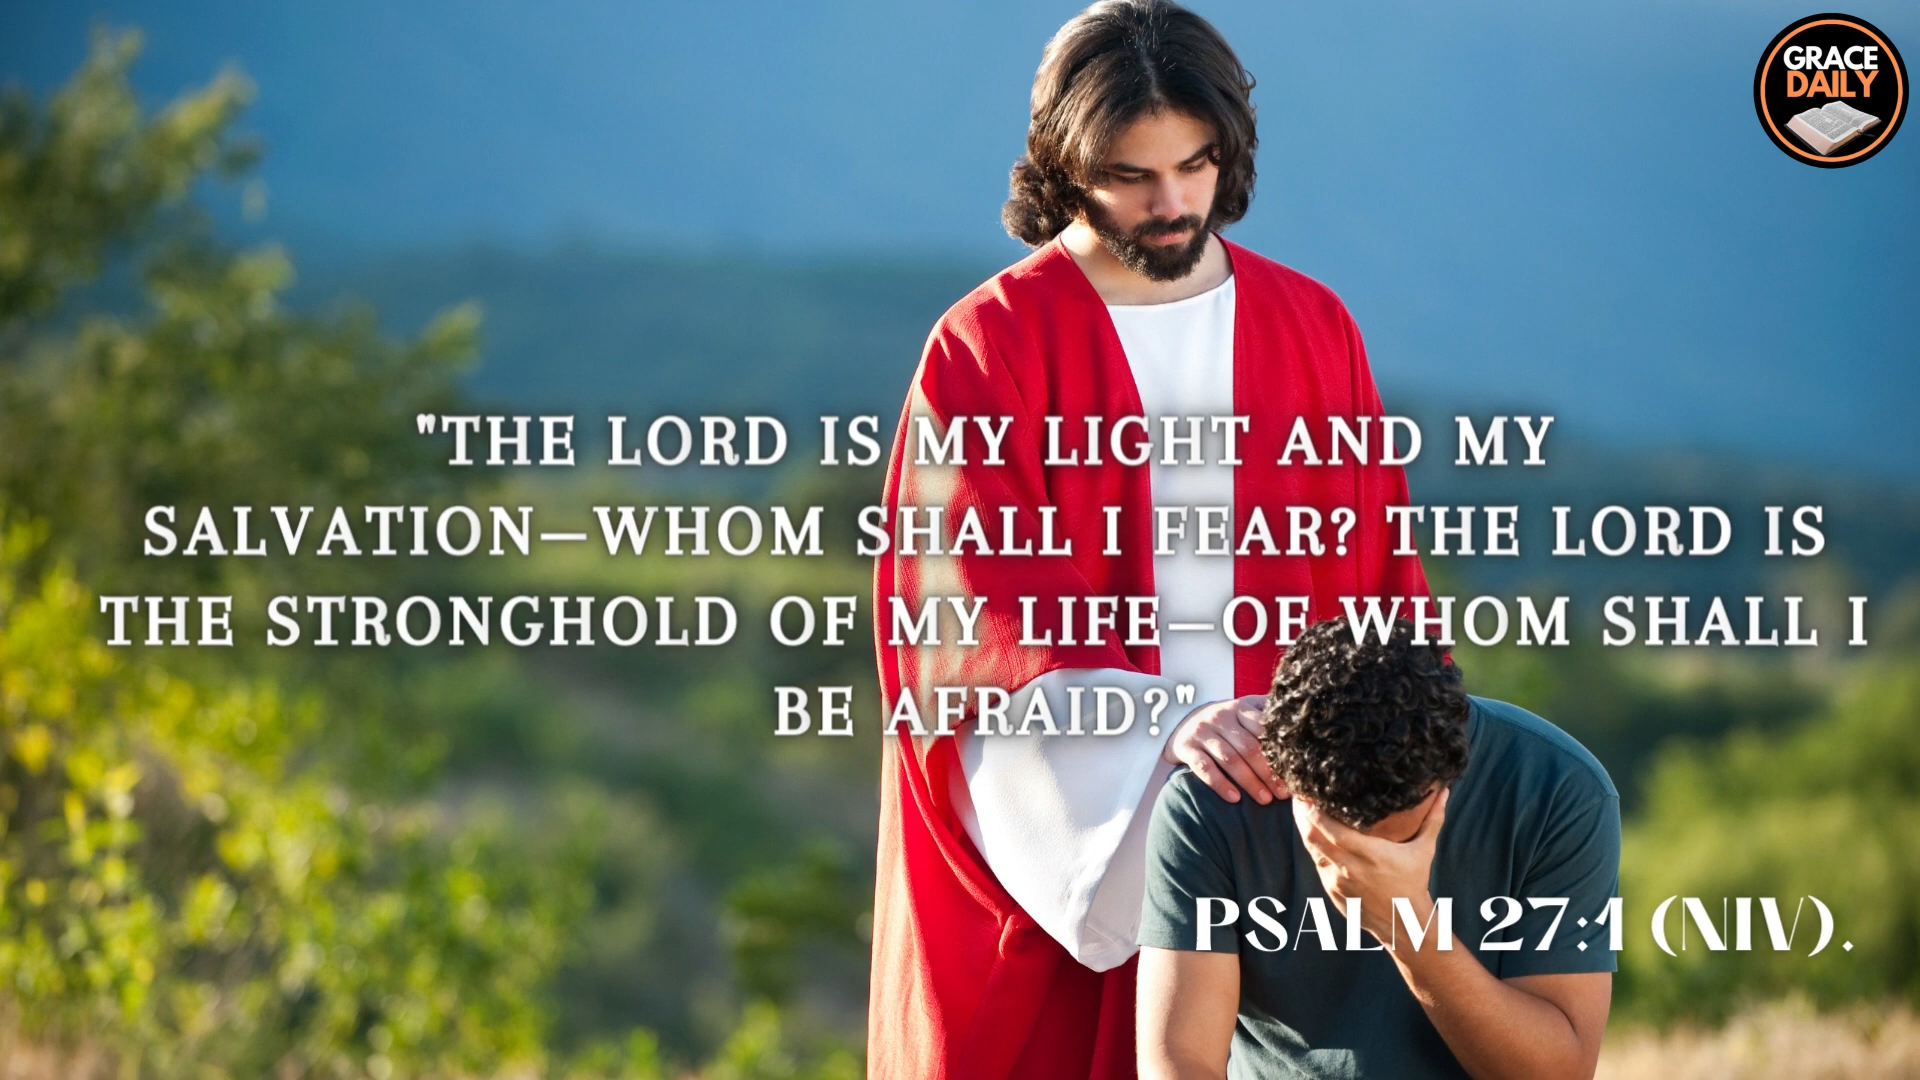 GRACE
DAILY
"THE LORD IS MY LIGHT AND MY
SALVATION—WHOM SHALL I FEAR? THE LORD IS
THE STRONGHOLD OF MY LIFE—OF WHOM SHALL I
BE AFRAID?"
PSALM 27:1 (NIV).